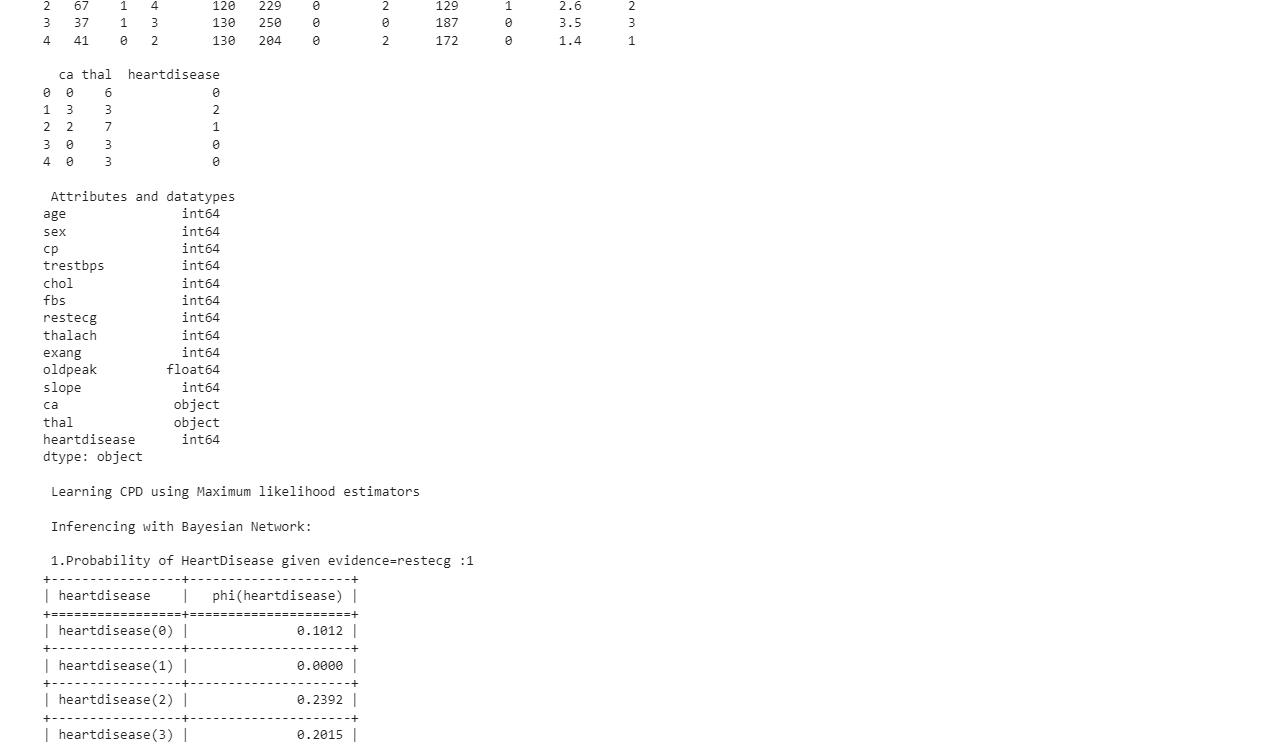 2   67    1   4       120   229    0        2      129      1      2.6      2
3   37    1   3       130   250    0        0      187      0      3.5      3
4   41    0   2       130   204    0        2      172      0      1.4      1
  ca thal  heartdisease
0  0    6             0
1  3    3             2
2  2    7             1
3  0    3             0
4  0    3             0
 Attributes and datatypes
age               int64
sex               int64
cp                int64
trestbps          int64
chol              int64
fbs               int64
restecg           int64
thalach           int64
exang             int64
oldpeak         float64
slope             int64
ca               object
thal             object
heartdisease      int64
dtype: object
 Learning CPD using Maximum likelihood estimators
 Inferencing with Bayesian Network:
 1.Probability of HeartDisease given evidence=restecg :1
+-----------------+---------------------+
| heartdisease    |   phi(heartdisease) |
+=================+=====================+
| heartdisease(0) |              0.1012 |
+-----------------+---------------------+
| heartdisease(1) |              0.0000 |
+-----------------+---------------------+
| heartdisease(2) |              0.2392 |
+-----------------+---------------------+
| heartdisease(3) |              0.2015 |